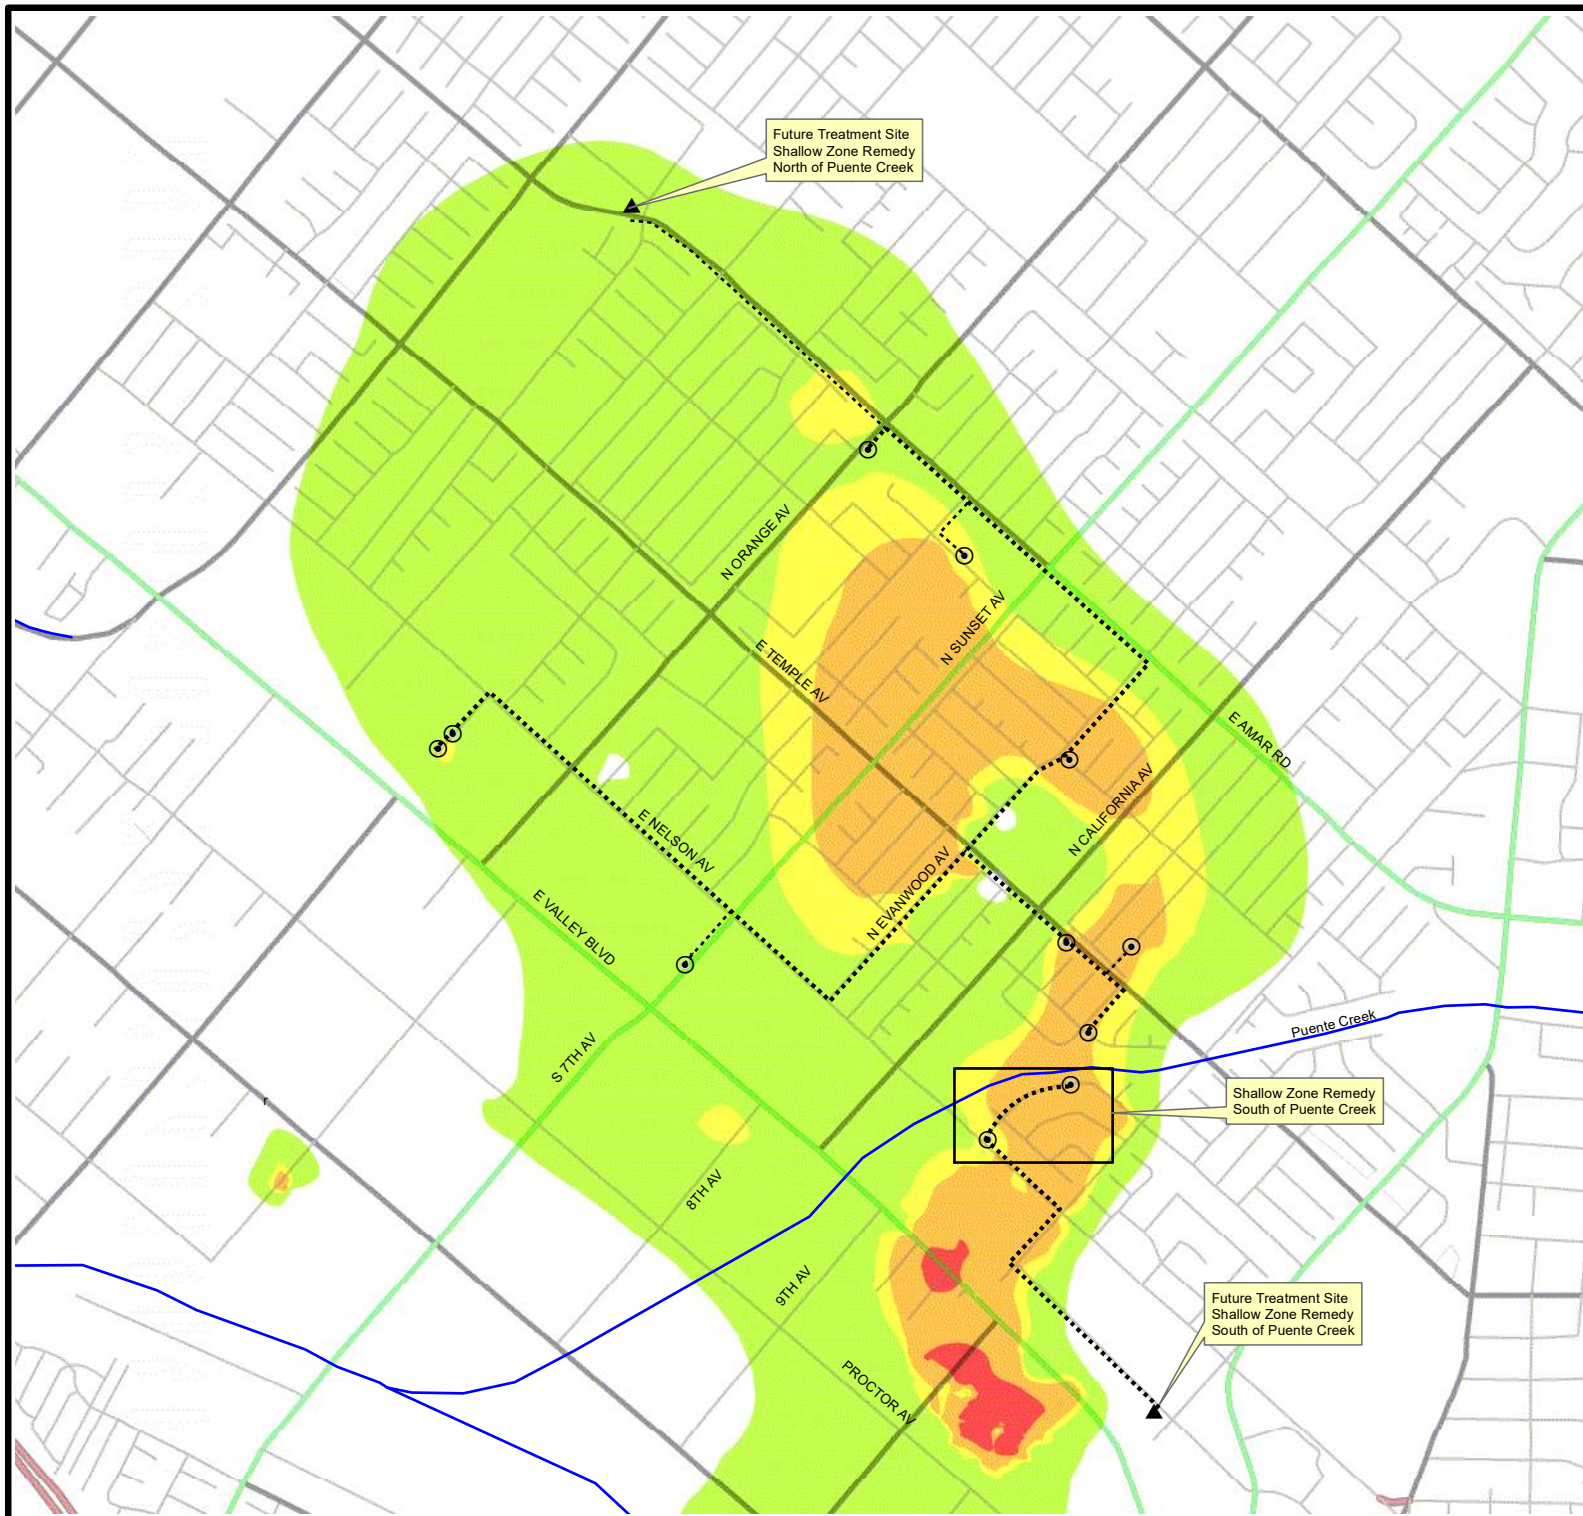 Future Treatment Site
Shallow Zone Remedy
North of Puente Creek
N ORANGE AV
N SUNSET AV
E TEMPLE AV
E AMAR RD
N CALIFORNIA AV
E NELSON AV
N EVANWOOD AV
E VALLEY BLVD
Puente Creek
S 7TH AV
Shallow Zone Remedy
South of Puente Creek
r
8TH AV
9TH AV
Future Treatment Site
Shallow Zone Remedy
South of Puente Creek
PROCTOR AV